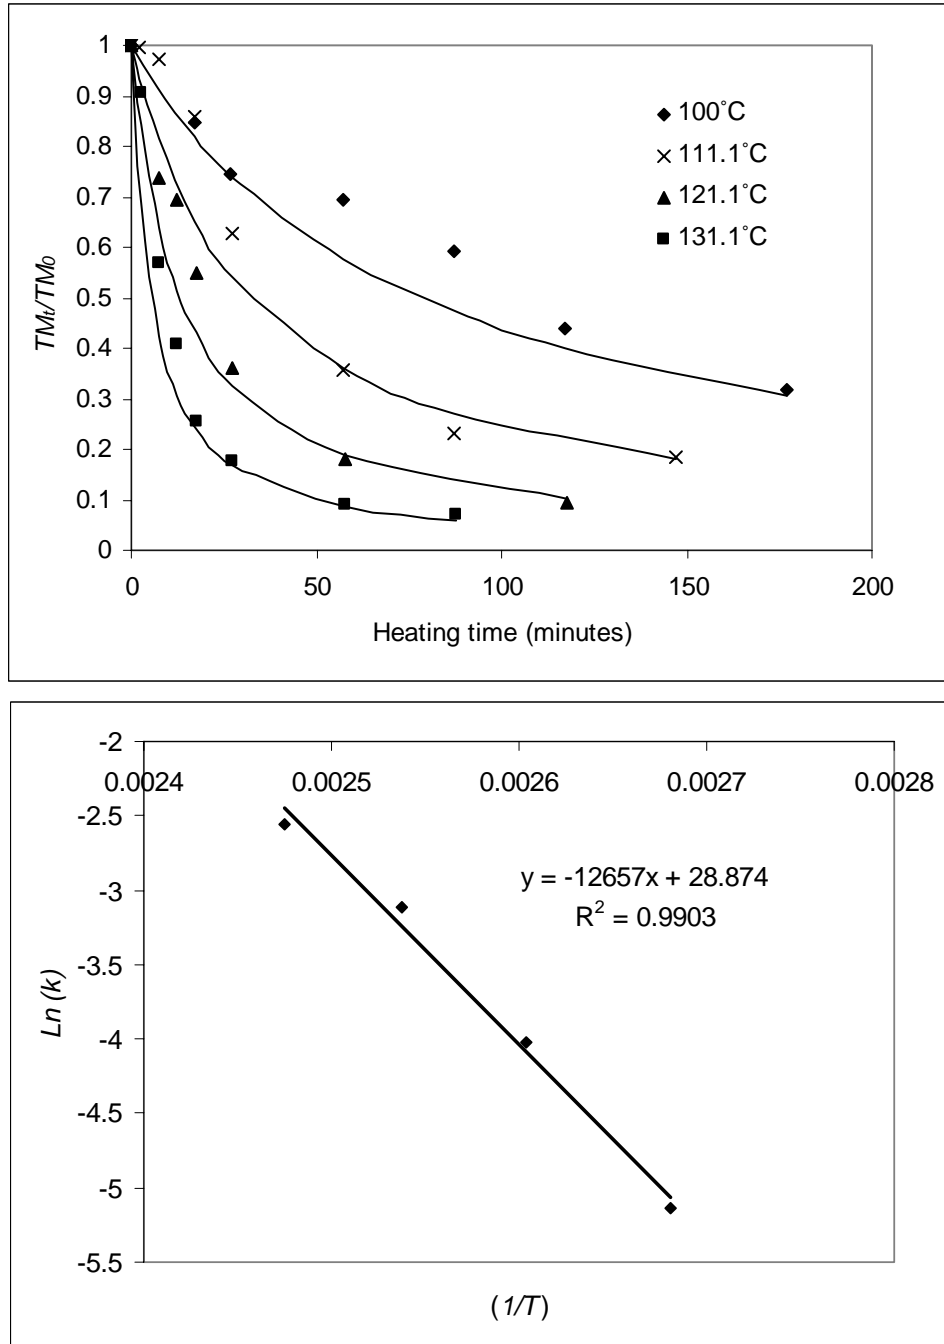 1
0.9
0.8
0.7
0.6
0.5
0.4
0.3
0.2
0.1
0
TMt/TM0
100°C
111.1°C
121.1°C
131.1°C
0 50 100 150 200
Heating time (minutes)
-2
0.0024 0.0025 0.0026 0.0027 0.0028
-2.5
-3
-3.5
-4
-4.5
-5
-5.5
Ln (k)
y = -12657x + 28.874
R2 = 0.9903
(1/T)